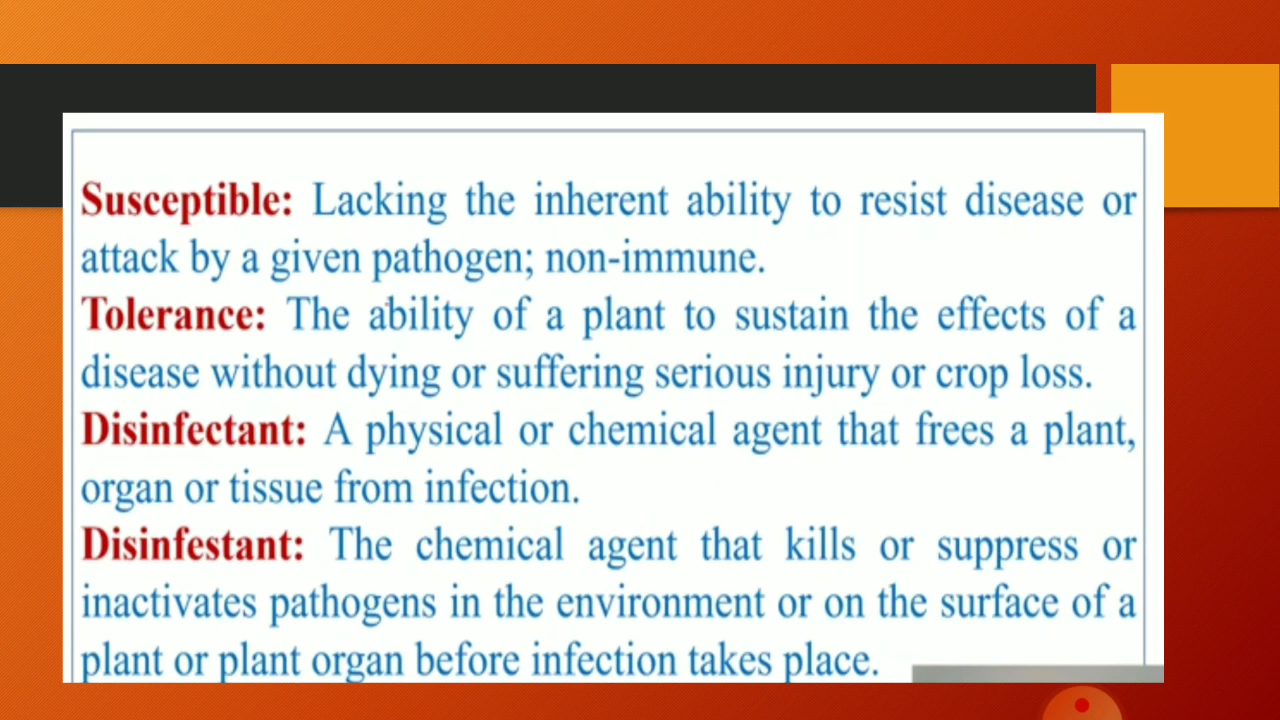 Susceptible: Lacking the inherent ability to resist disease or
attack by a given pathogen; non-immune.
Tolerance: The ability of a plant to sustain the effects of a
disease without dying or suffering serious injury or crop loss.
Disinfectant: A physical or chemical agent that frees a plant,
organ or tissue from infection.
Disinfestant: The chemical agent that kills or suppress or
inactivates pathogens in the environment or on the surface of a
plant or plant organ before infection takes place.